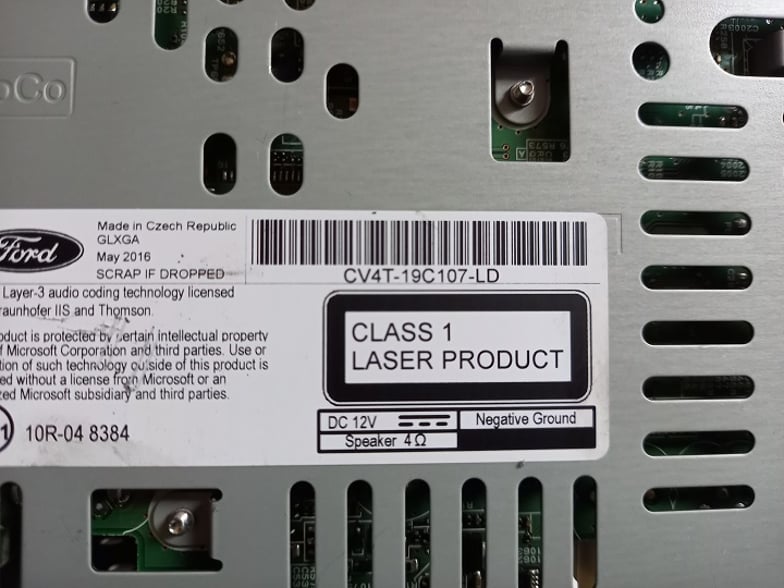 oCo
Ford
Made in Czech Republic
GLXGA
May 2016
SCRAP IF DROPPED
CV4T-19C107-LD
Layer-3 audio coding technology licensed
raunhofer IIS and Thomson.
oduct is protected by certain intellectual property
f Microsoft Corporation and third parties. Use or
tion of such technology outside of this product is
ed without a license from Microsoft or an
zed Microsoft subsidiary and third parties.
CLASS 1
LASER PRODUCT
DC 12V
Negative Ground
Speaker 4Ω
1
10R-04 8384